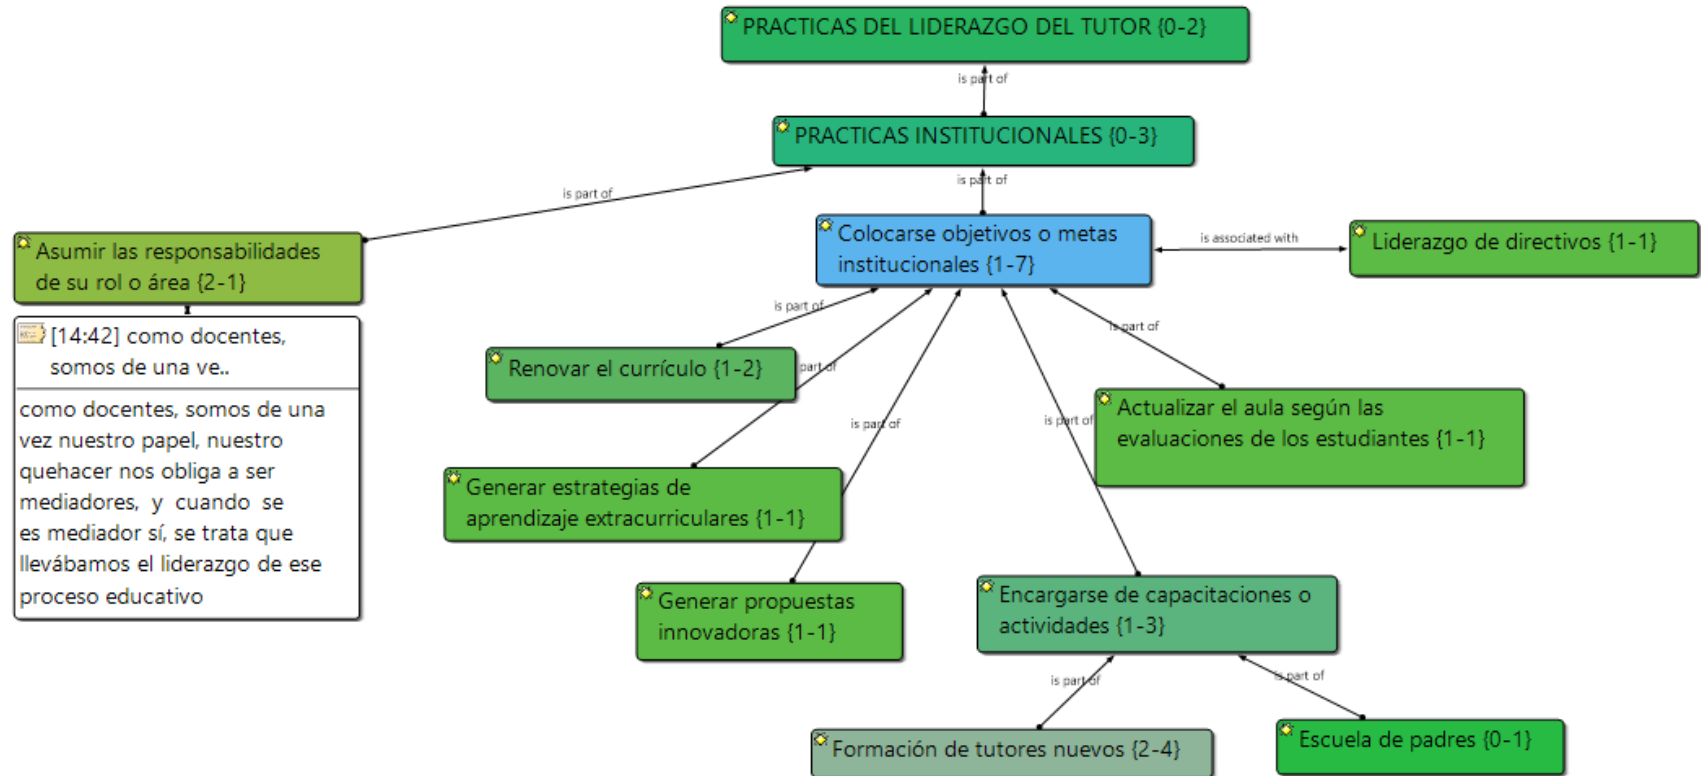 PRACTICAS DEL LIDERAZGO DEL TUTOR {0-2}
is part of
PRACTICAS INSTITUCIONALES {0-3}
is part of
is part of
Asumir las responsabilidades
de su rol o área {2-1}
Colocarse objetivos o metas
institucionales {1-7}
is associated with
Liderazgo de directivos {1-1}
[14:42] como docentes,
somos de una ve..
como docentes, somos de una
vez nuestro papel, nuestro
quehacer nos obliga a ser
mediadores, y cuando se
es mediador sí, se trata que
llevábamos el liderazgo de ese
proceso educativo
is part of
is part of
Renovar el currículo {1-2}
part of
is part of
is part of
Actualizar el aula según las
evaluaciones de los estudiantes {1-1}
Generar estrategias de
aprendizaje extracurriculares {1-1}
Generar propuestas
innovadoras {1-1}
Encargarse de capacitaciones o
actividades {1-3}
is part of
is part of
Formación de tutores nuevos {2-4}
Escuela de padres {0-1}